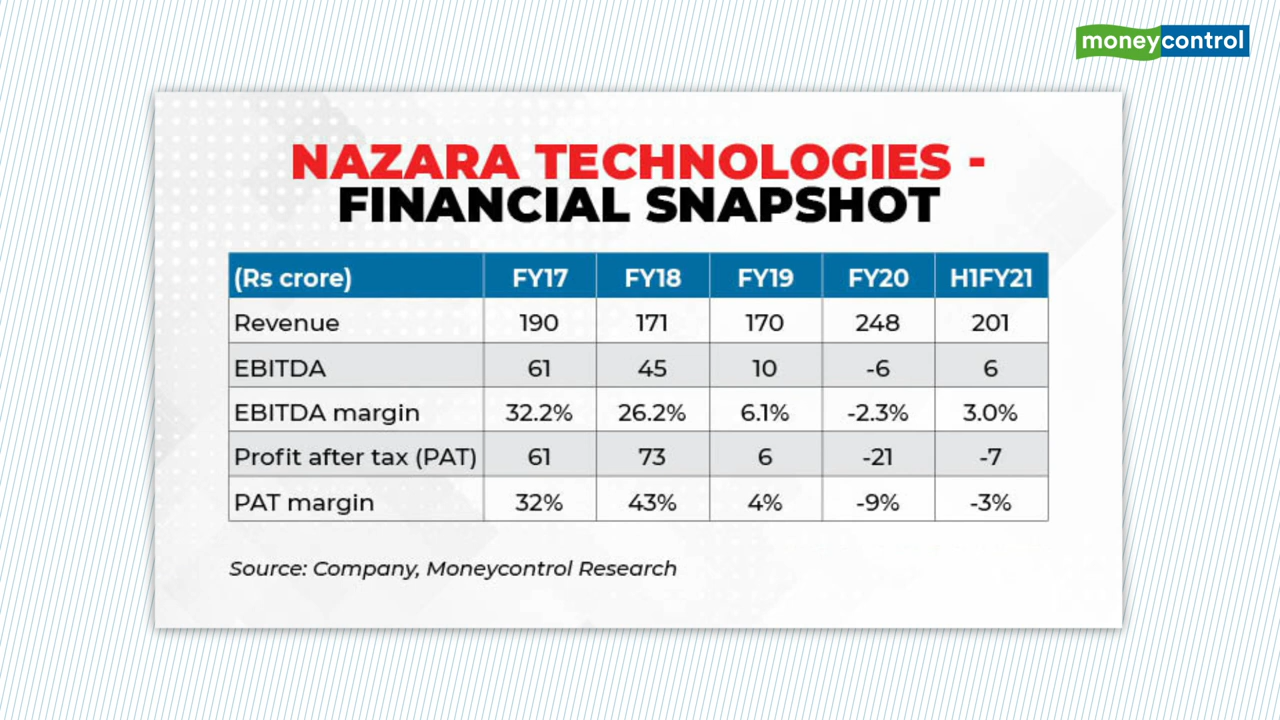 moneycontrol
NAZARA TECHNOLOGIES -
FINANCIAL SNAPSHOT
(Rs crore) FY17 FY18 FY19 FY20 H1FY21
Revenue 190 171 170 248 201
EBITDA 61 45 10 -6 6
EBITDA margin 32.2% 26.2% 6.1% -2.3% 3.0%
Profit after tax (PAT) 61 73 6 -21 -7
PAT margin 32% 43% 4% -9% -3%
Source: Company, Moneycontrol Research